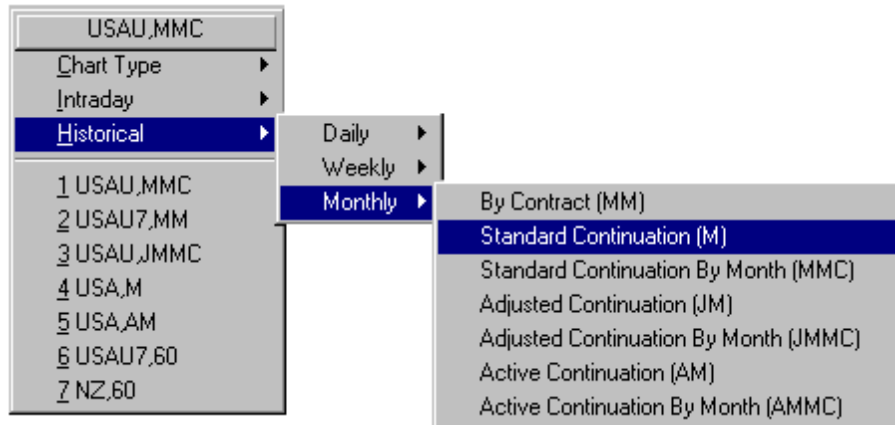 USAU,MMC
Chart Type
Intraday
Historical
1 USAU,MMC
2 USAU7,MM
3 USAU,JMMC
4 USA,M
5 USA,AM
6 USAU7,60
7 NZ,60
Daily
Weekly
Monthly
By Contract (MM)
Standard Continuation (M)
Standard Continuation By Month (MMC)
Adjusted Continuation (JM)
Adjusted Continuation By Month (JMMC)
Active Continuation (AM)
Active Continuation By Month (AMMC)